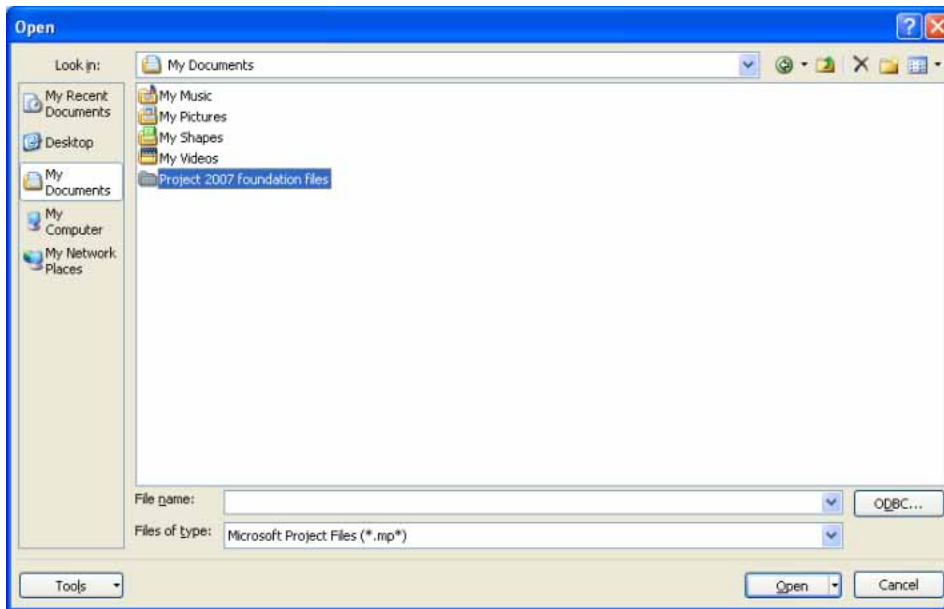 Open
Look in:
My Documents
My Recent
Documents
Desktop
My
Documents
My
Computer
My Network
Places
My Music
My Pictures
My Shapes
My Videos
Project 2007 foundation files
File name:
ODBC...
Files of type:
Microsoft Project Files (*.mp*)
Tools
Open
Cancel